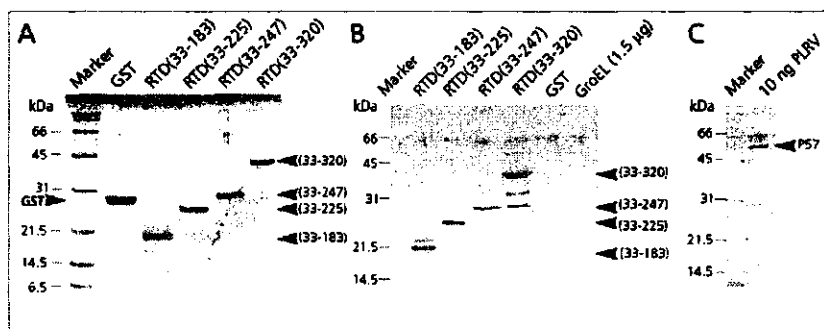 A
Marker
GST
RTD(33-183)
RTD(33-225)
RTD(33-247)
RTD(33-320)
kDa
66
45
31
GST
21.5
14.5
6.5
(33-320)
(33-247)
(33-225)
(33-183)
B
Marker
RTD(33-183)
RTD(33-225)
RTD(33-247)
RTD(33-320)
GST
GroEL (1.5 µg)
kDa
66
45
31
21.5
14.5
(33-320)
(33-247)
(33-225)
(33-183)
C
Marker
10 ng PLRV
kDa
66
45
31
21.5
14.5
P57